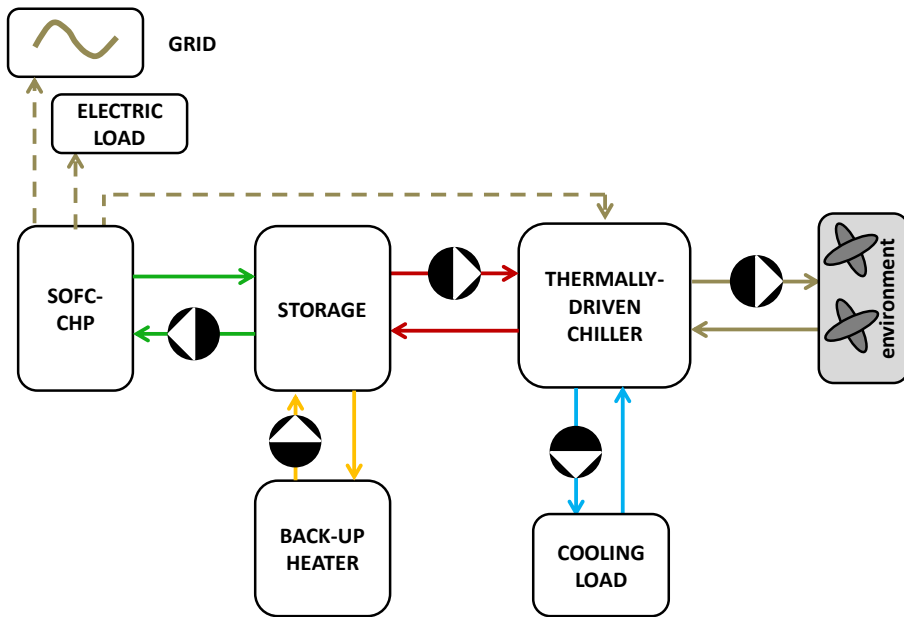 GRID
ELECTRIC
LOAD
SOFC-
CHP
STORAGE
THERMALLY-
DRIVEN
CHILLER
environment
BACK-UP
HEATER
COOLING
LOAD